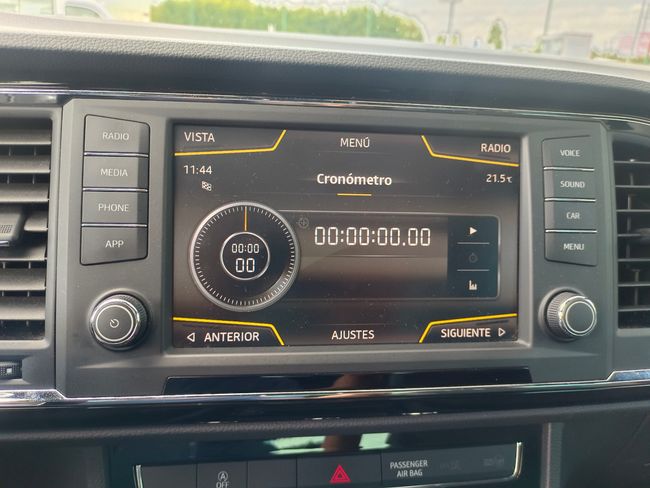 VISTA
MENÚ
RADIO
11:44
Cronómetro
21.5°C
00:00
00
00:00:00.00
ANTERIOR
AJUSTES
SIGUIENTE
RADIO
MEDIA
PHONE
APP
VOICE
SOUND
CAR
MENU
A
OFF
PASSENGER
AIR BAG